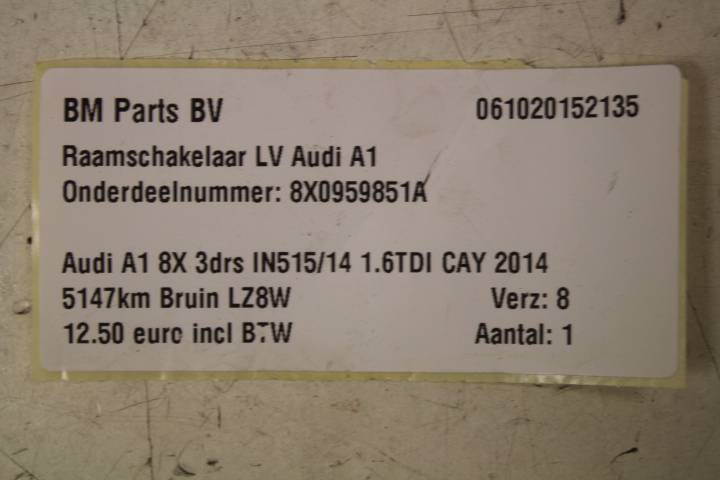 BM Parts BV 061020152135
Raamschakelaar LV Audi A1
Onderdeelnummer: 8X0959851A
Audi A1 8X 3drs IN515/14 1.6TDI CAY 2014
5147km Bruin LZ8W Verz: 8
12.50 euro incl BTW Aantal: 1